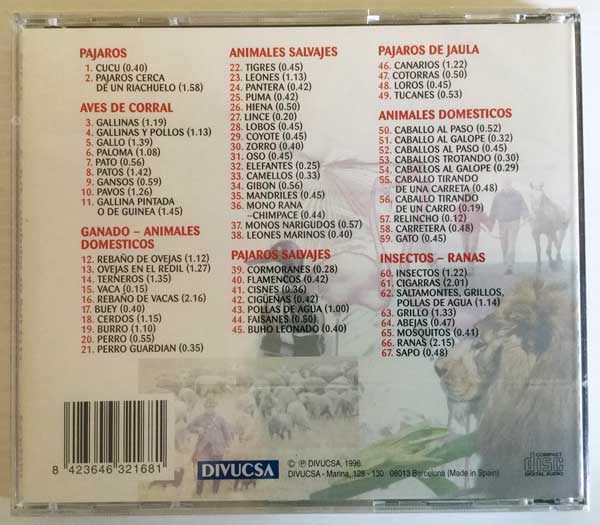 PAJAROS
1. CUCU (0.40)
2. PAJAROS CERCA
DE UN RIACHUELO (1.58)
AVES DE CORRAL
3. GALLINAS (1.19)
4. GALLINAS Y POLLOS (1.13)
5. GALLO (1.39)
6. PALOMA (1.08)
7. PATO (0.56)
8. PATOS (1.42)
9. GANSOS (0.59)
10. PAVOS (1.26)
11. GALLINA PINTADA
O DE GUINEA (1.45)
GANADO – ANIMALES
DOMESTICOS
12. REBAÑO DE OVEJAS (1.12)
13. OVEJAS EN EL REDIL (1.27)
14. TERNEROS (1.35)
15. VACA (0.15)
16. REBAÑO DE VACAS (2.16)
17. BUEY (0.40)
18. CERDOS (1.15)
19. BURRO (1.10)
20. PERRO (0.55)
21. PERRO GUARDIAN (0.35)
ANIMALES SALVAJES
22. TIGRES (0.45)
23. LEONES (1.13)
24. PANTERA (0.42)
25. PUMA (0.42)
26. HIENA (0.50)
27. LINCE (0.20)
28. LOBOS (0.45)
29. COYOTE (0.45)
30. ZORRO (0.40)
31. OSO (0.45)
32. ELEFANTES (0.25)
33. CAMELLOS (0.33)
34. GIBON (0.56)
35. MANDRILES (0.45)
36. MONO RANA
–CHIMPACE (0.44)
37. MONOS NARIGUDOS (0.57)
38. LEONES MARINOS (0.40)
PAJAROS SALVAJES
39. CORMORANES (0.28)
40. FLAMENCOS (0.42)
41. CISNES (0.36)
42. CIGÜEÑAS (0.42)
43. POLLAS DE AGUA (1.00)
44. FAISANES (0.50)
45. BUHO LEONADO (0.40)
PAJAROS DE JAULA
46. CANARIOS (1.22)
47. COTORRAS (0.50)
48. LOROS (0.45)
49. TUCANES (0.53)
ANIMALES DOMESTICOS
50. CABALLO AL PASO (0.52)
51. CABALLO AL GALOPE (0.32)
52. CABALLOS AL PASO (0.45)
53. CABALLOS TROTANDO (0.30)
54. CABALLOS AL GALOPE (0.29)
55. CABALLO TIRANDO
DE UNA CARRETA (0.48)
56. CABALLO TIRANDO
DE UN CARRO (0.19)
57. RELINCHO (0.12)
58. CARRETERA (0.48)
59. GATO (0.45)
INSECTOS – RANAS
60. INSECTOS (1.22)
61. CIGARRAS (2.01)
62. SALTAMONTES, GRILLOS,
POLLAS DE AGUA (1.14)
63. GRILLO (1.33)
64. ABEJAS (0.47)
65. MOSQUITOS (0.41)
66. RANAS (2.15)
67. SAPO (0.48)
8 423646 321681
DIVUCSA
© ℗ DIVUCSA, 1996
DIVUCSA - Marina, 128 - 130 08013 Barcelona (Made in Spain)
COMPACT
disc
DIGITAL AUDIO